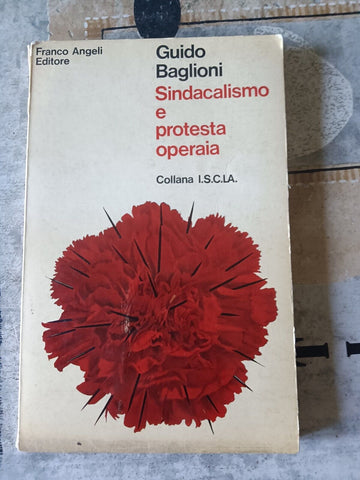 Franco Angeli
Editore
Guido
Baglioni
Sindacalismo
e
protesta
operaia
Collana I.S.C.I.A.